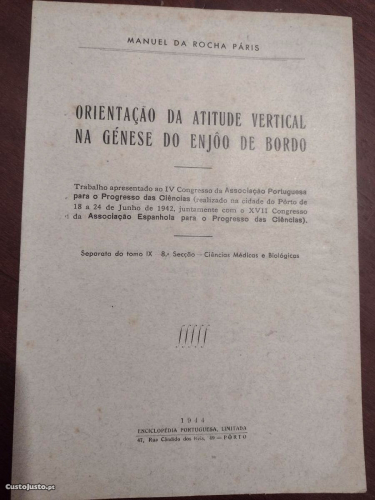 MANUEL DA ROCHA PÁRIS
ORIENTAÇÃO DA ATITUDE VERTICAL
NA GÉNESE DO ENJÔO DE BORDO
Trabalho apresentado ao IV Congresso da Associação Portuguesa
para o Progresso das Ciências (realizado na cidade do Pôrto de
18 a 24 de Junho de 1942, juntamente com o XVII Congresso
da Associação Espanhola para o Progresso das Ciências).
Separata do tomo IX 8.ª Secção - Ciências Médicas e Biológicas
1944
ENCICLOPÉDIA PORTUGUESA, LIMITADA
47, Rua Cândido dos Reis, 49 — PÔRTO
CustoJusto.pt